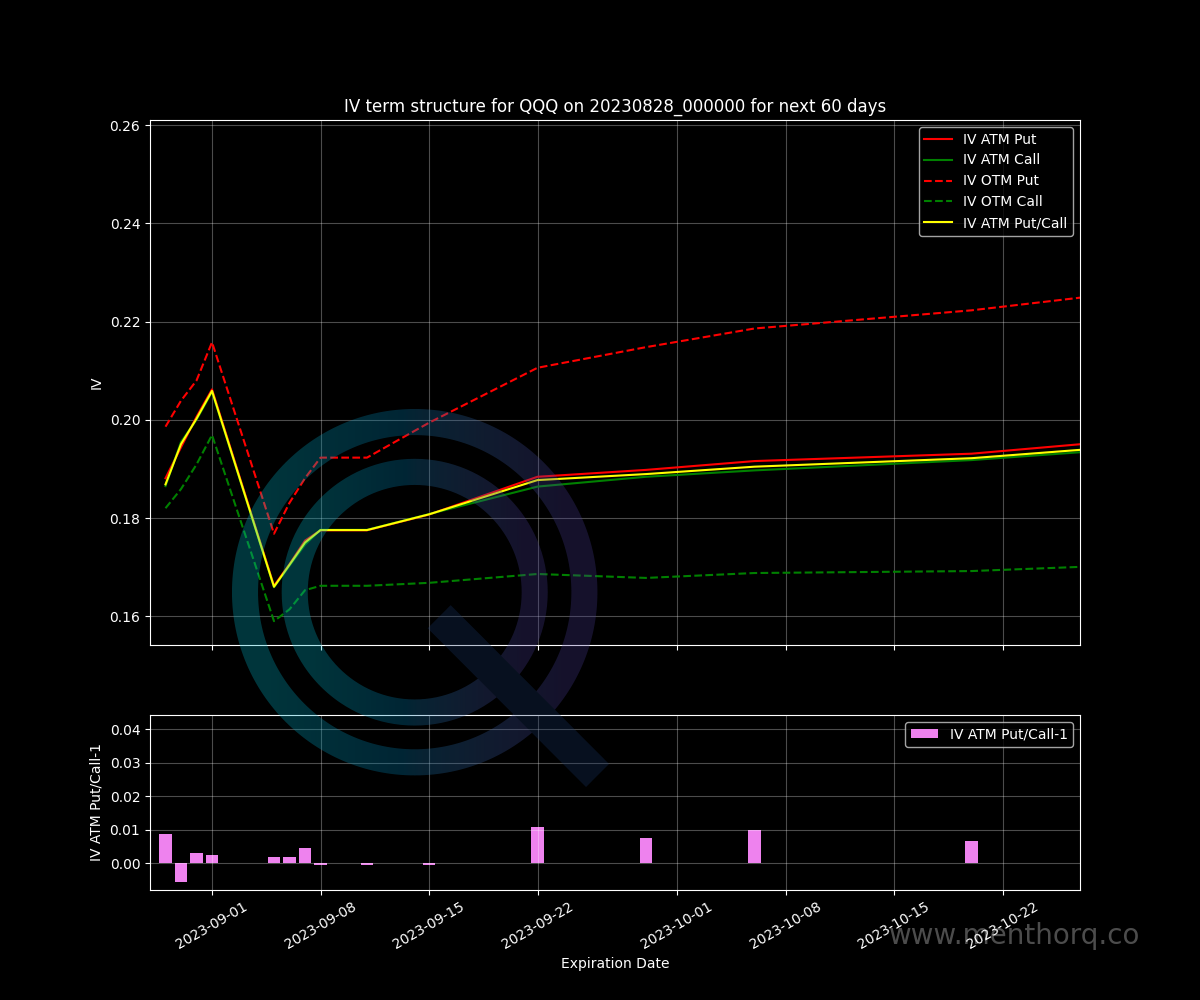 IV term structure for QQQ on 20230828_000000 for next 60 days
0.26
0.24
0.22
0.20
0.18
0.16
IV
IV ATM Put
IV ATM Call
IV OTM Put
IV OTM Call
IV ATM Put/Call
0.04
0.03
0.02
0.01
0.00
IV ATM Put/Call-1
IV ATM Put/Call-1
2023-09-01
2023-09-08
2023-09-15
2023-09-22
2023-10-01
2023-10-08
2023-10-15
2023-10-22
www.menthorq.co
Expiration Date